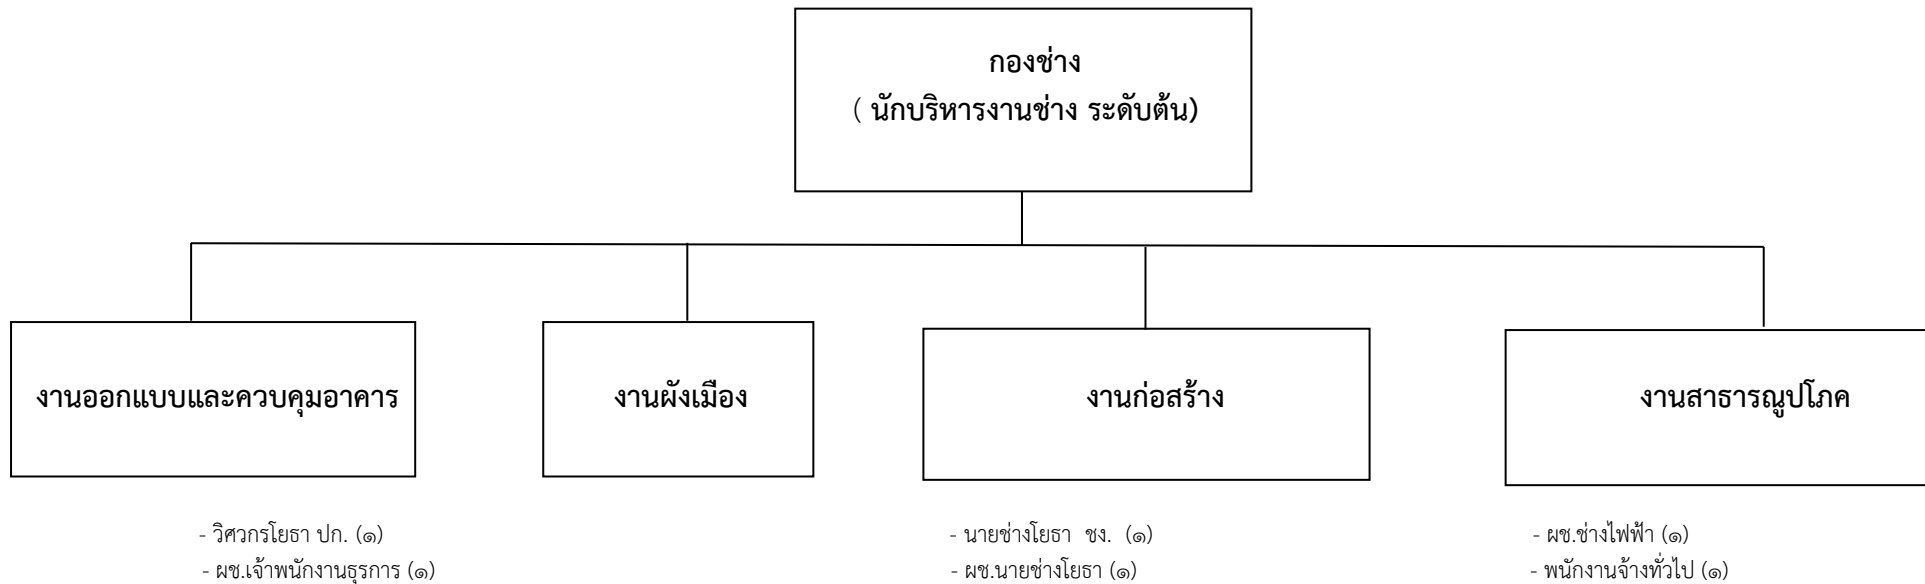 กองช่าง
( นักบริหารงานช่าง ระดับต้น)
งานออกแบบและควบคุมอาคาร
งานผังเมือง
งานก่อสร้าง
งานสาธารณูปโภค
- วิศวกรโยธา ปก. (๑)
- ผช.เจ้าพนักงานธุรการ (๑)
- นายช่างโยธา ชง. (๑)
- ผช.นายช่างโยธา (๑)
- ผช.ช่างไฟฟ้า (๑)
- พนักงานจ้างทั่วไป (๑)